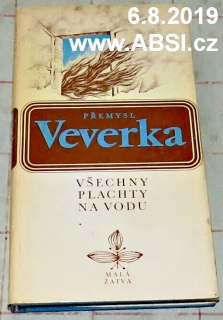 6.8.2019
www.ABSI.cz
PŘEMYSL
Veverka
VŠECHNY
PLACHTY
NA VODU
MALÁ
ŽATVA